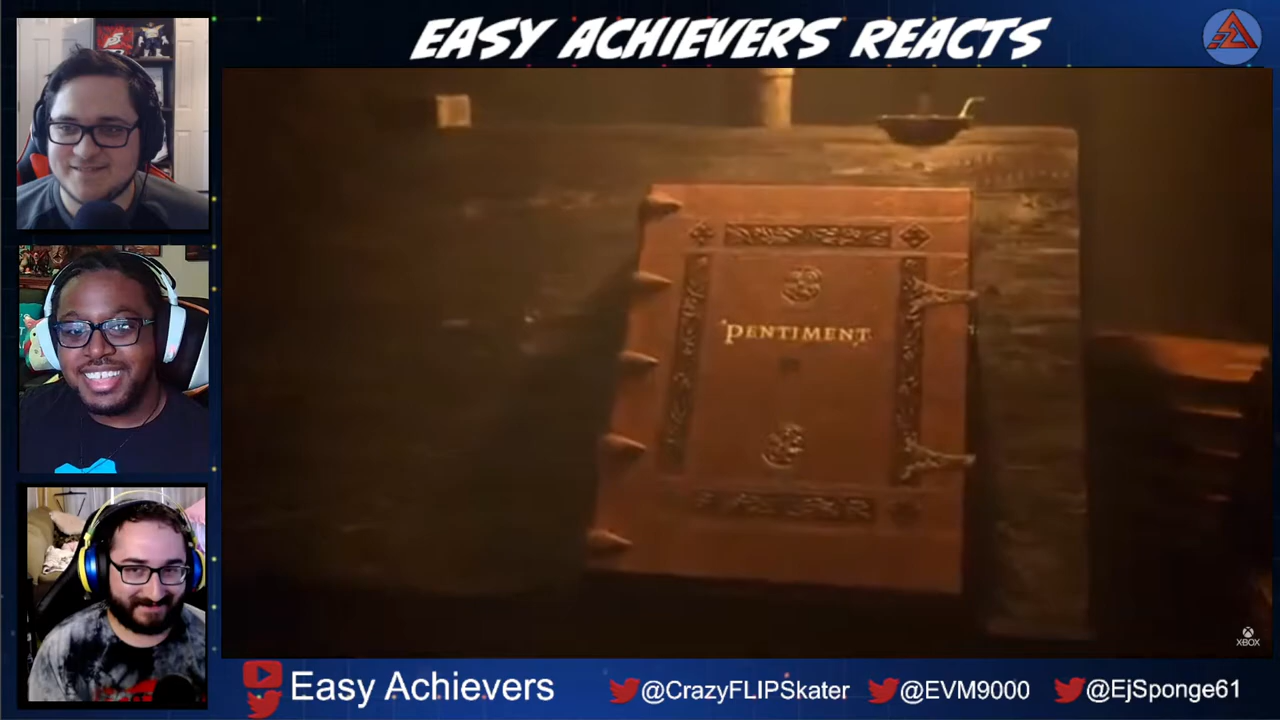 EASY ACHIEVERS REACTS
PENTIMENT
XBOX
Easy Achievers
@CrazyFLIPSkater
@EVM9000
@EjSponge61